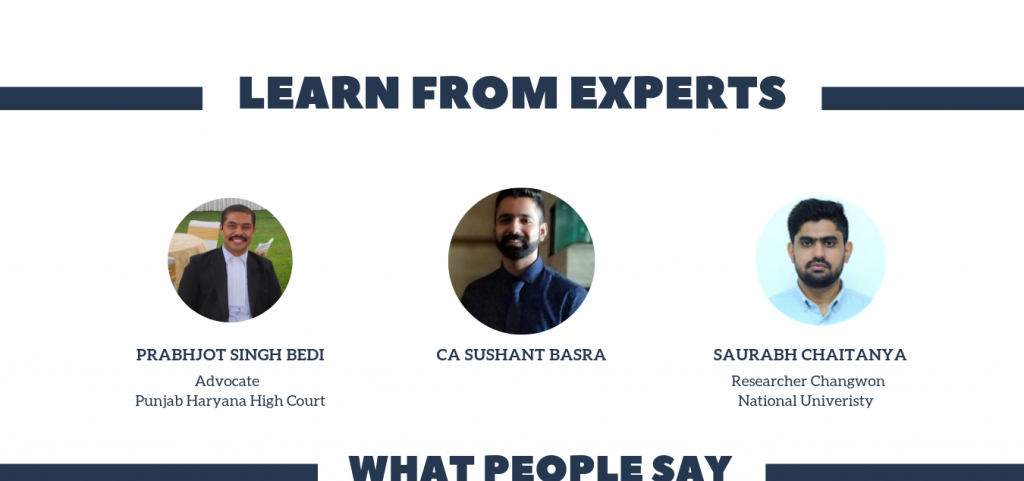 LEARN FROM EXPERTS
PRABHJOT SINGH BEDI
Advocate
Punjab Haryana High Court
CA SUSHANT BASRA
SAURABH CHAITANYA
Researcher Changwon
National Univeristy
WHAT PEOPLE SAY